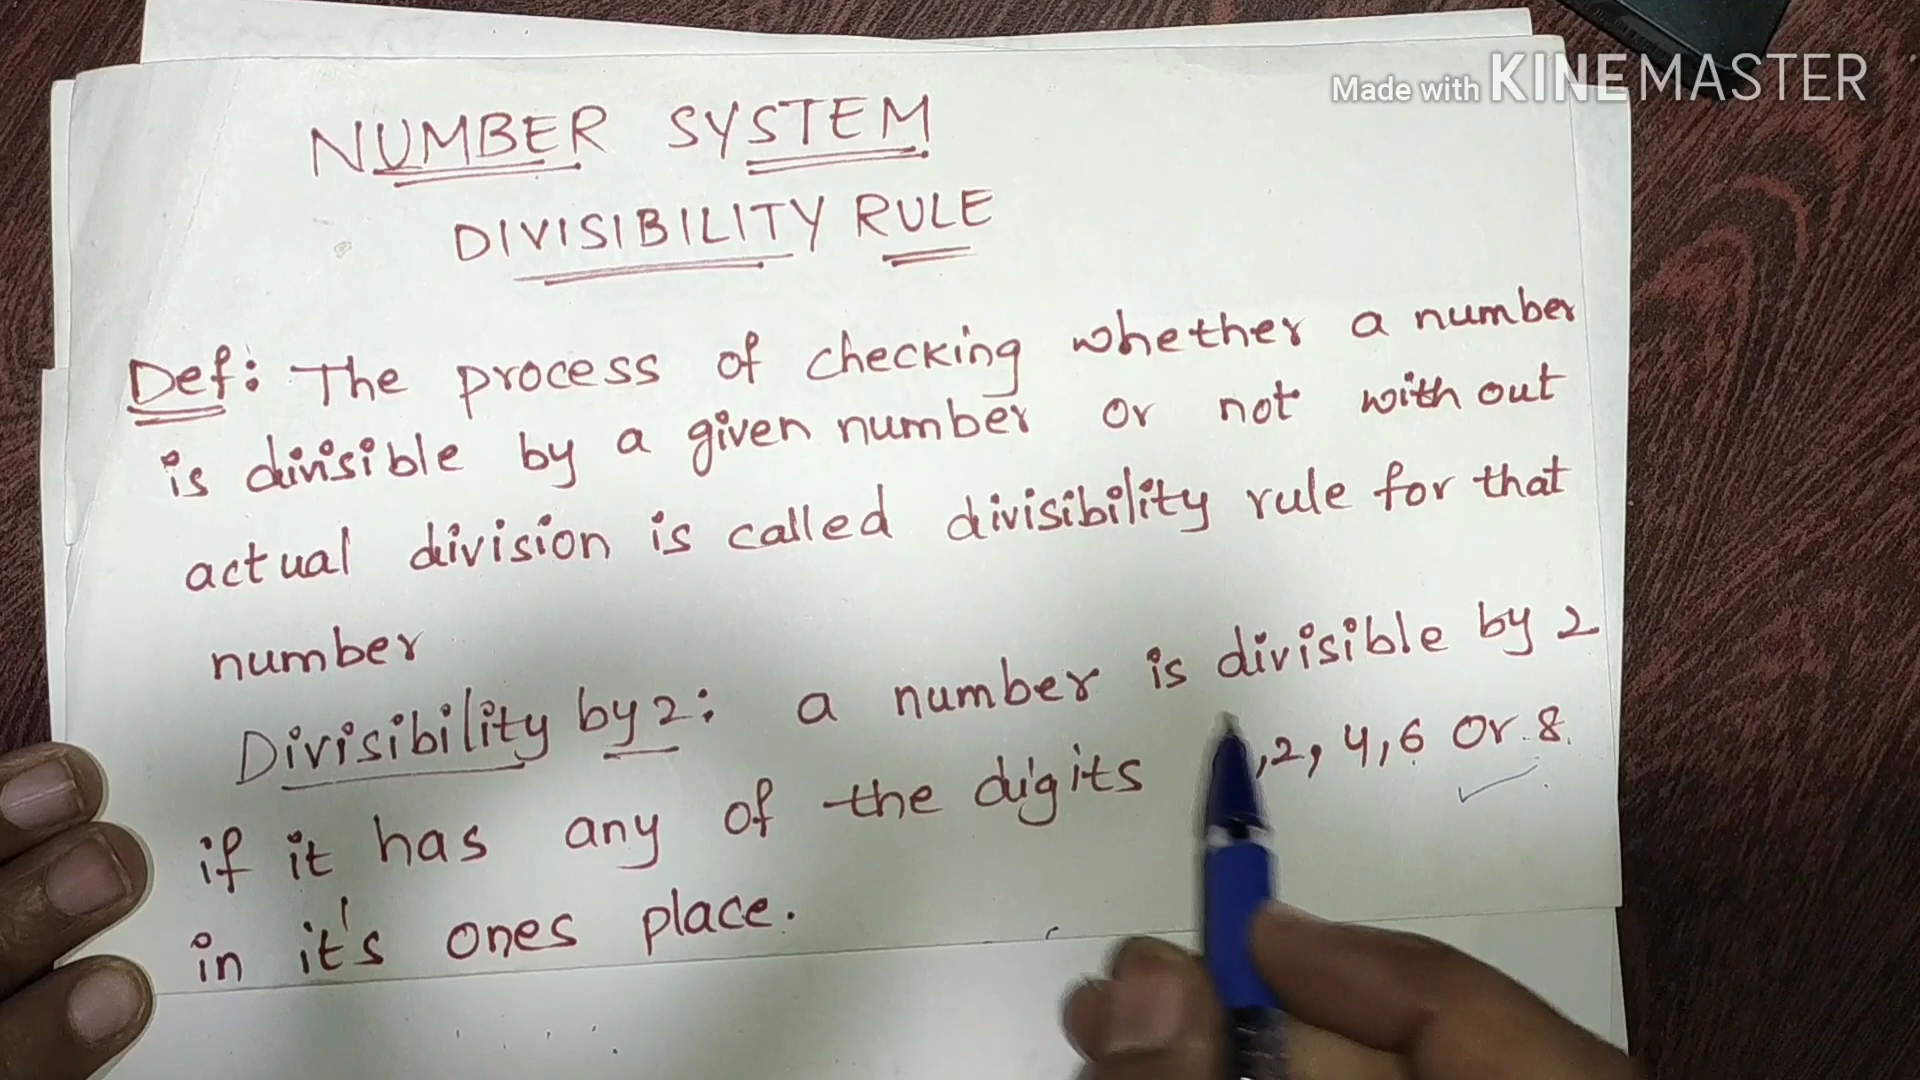 Made with KINEMASTER
NUMBER SYSTEM
DIVISIBILITY RULE
Def: The process of checking whether a number
is divisible by a given number or not with out
actual division is called divisibility rule for that
number
Divisibility by 2: a number is divisible by 2
if it has any of the digits ,2, 4,6 or 8.
in it's ones place.